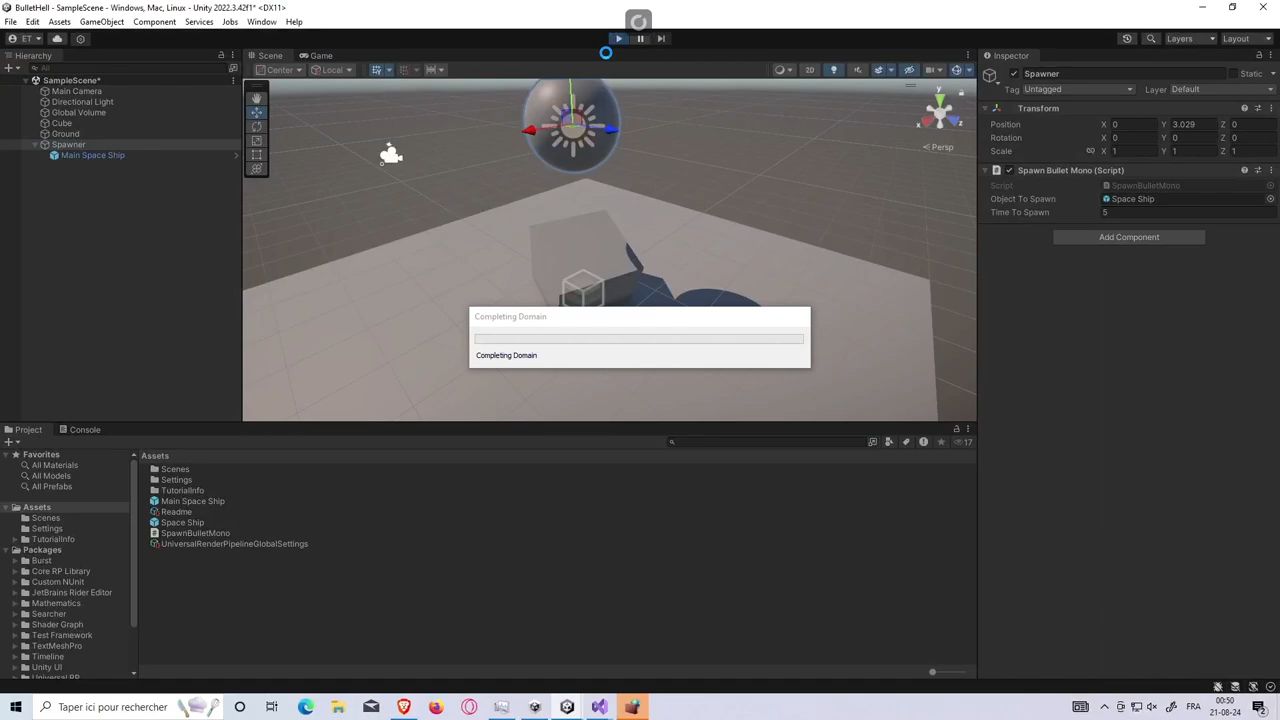 BulletHell - SampleScene - Windows, Mac, Linux - Unity 2022.3.42f1* <DX11>
File Edit Assets GameObject Component Services Jobs Window Help
ET Layers Layout
Hierarchy Scene Game Inspector
All Center Local 2D
SampleScene*
Main Camera
Directional Light
Global Volume
Cube
Ground
Spawner
Main Space Ship
y
x
z
Persp
Spawner Static
Tag Untagged Layer Default
Transform
Position X 0 Y 3.029 Z 0
Rotation X 0 Y 0 Z 0
Scale X 1 Y 1 Z 1
Spawn Bullet Mono (Script)
Script SpawnBulletMono
Object To Spawn Space Ship
Time To Spawn 5
Add Component
Completing Domain
Completing Domain
Project Console
17
Favorites
All Materials
All Models
All Prefabs
Assets
Scenes
Settings
TutorialInfo
Packages
Burst
Core RP Library
Custom NUnit
JetBrains Rider Editor
Mathematics
Searcher
Shader Graph
Test Framework
TextMeshPro
Timeline
Unity UI
Universal RP
Assets
Scenes
Settings
TutorialInfo
Main Space Ship
Readme
Space Ship
SpawnBulletMono
UniversalRenderPipelineGlobalSettings
Taper ici pour rechercher
FRA
00:50
21-08-24
2